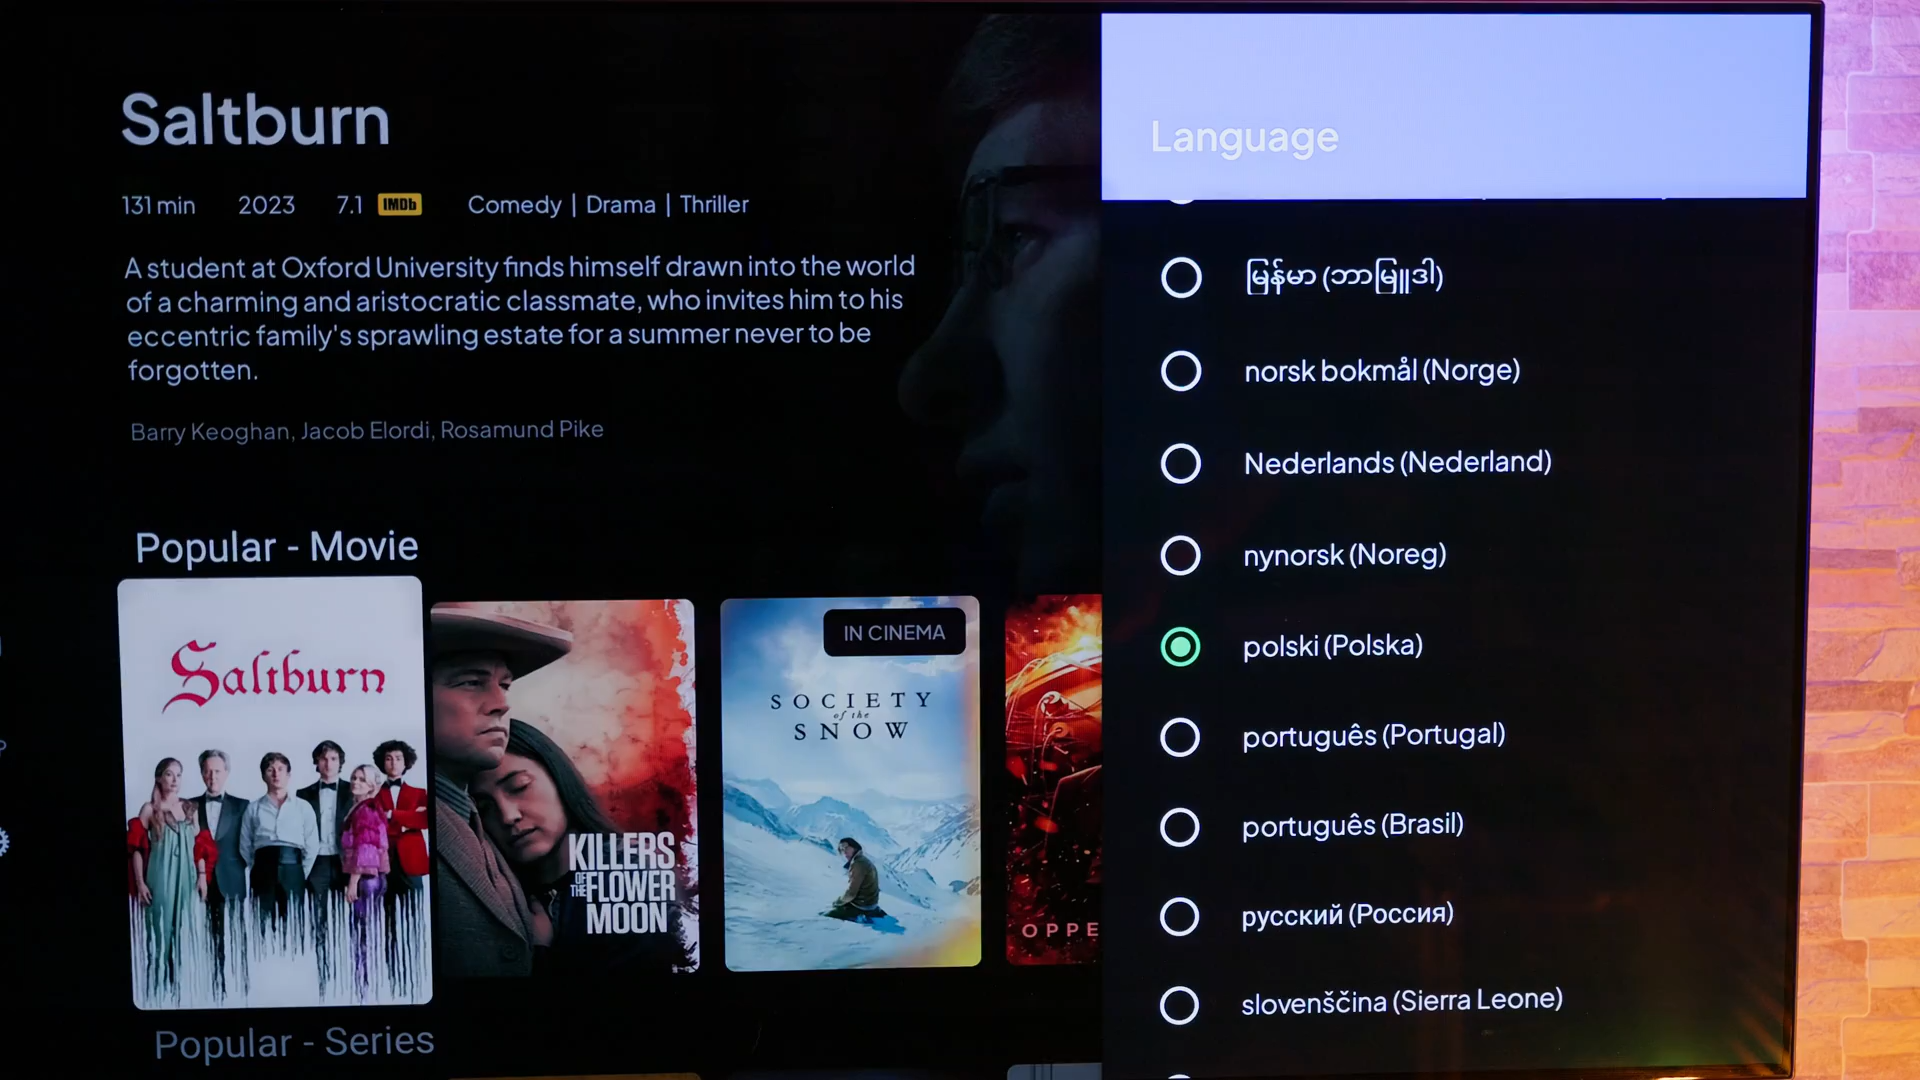 Saltburn
131 min 2023 7.1 IMDb Comedy | Drama | Thriller
A student at Oxford University finds himself drawn into the world
of a charming and aristocratic classmate, who invites him to his
eccentric family's sprawling estate for a summer never to be
forgotten.
Barry Keoghan, Jacob Elordi, Rosamund Pike
Popular - Movie
Saltburn
KILLERS
OF THE FLOWER
MOON
IN CINEMA
SOCIETY
of the
SNOW
OPPE
Popular - Series
Language
မြန်မာ (ဘာမြူဒါ)
norsk bokmål (Norge)
Nederlands (Nederland)
nynorsk (Noreg)
polski (Polska)
português (Portugal)
português (Brasil)
русский (Россия)
slovenščina (Sierra Leone)